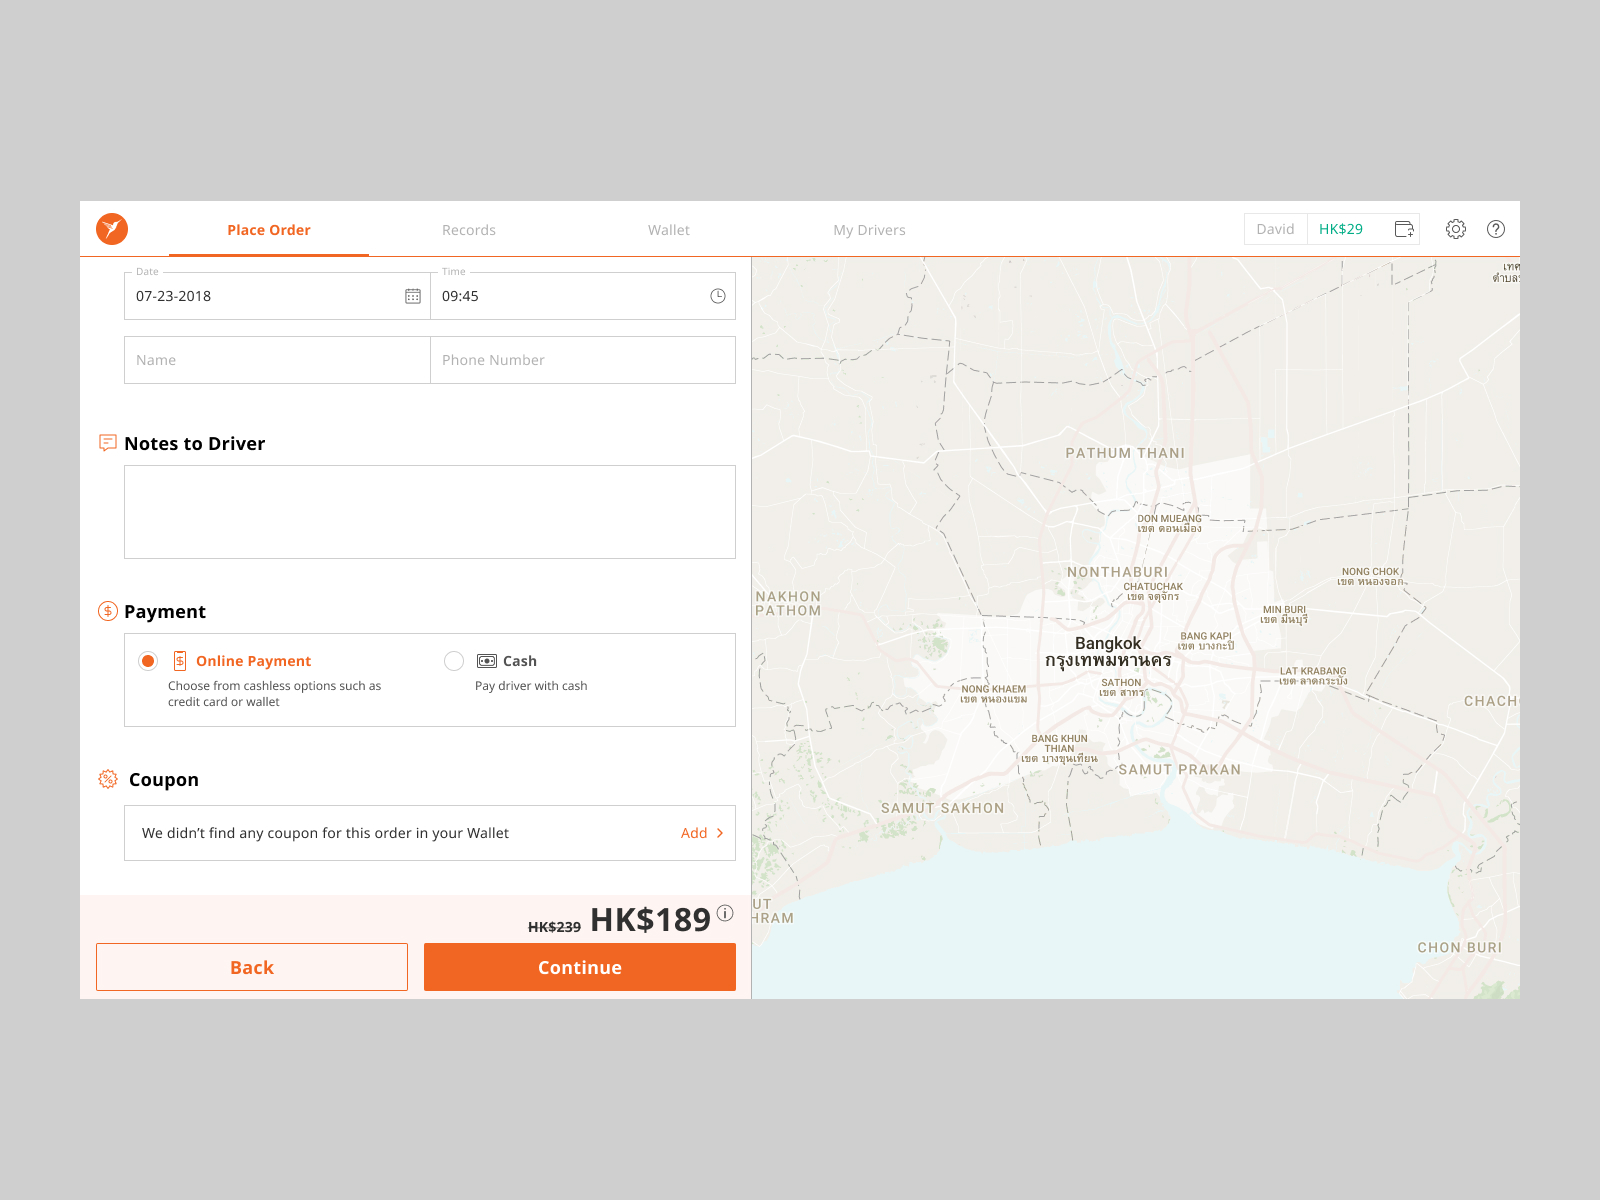 Place Order
Records
Wallet
My Drivers
David
HK$29
Date
07-23-2018
Time
09:45
Name
Phone Number
Notes to Driver
Payment
Online Payment
Choose from cashless options such as
credit card or wallet
Cash
Pay driver with cash
Coupon
We didn’t find any coupon for this order in your Wallet
Add
HK$239 HK$189
Back
Continue
PATHUM THANI
DON MUEANG
เขต ดอนเมือง
NONTHABURI
CHATUCHAK
เขต จตุจักร
NONG CHOK
เขต หนองจอก
NAKHON
PATHOM
MIN BURI
เขต มีนบุรี
BANG KAPI
เขต บางกะปิ
Bangkok
กรุงเทพมหานคร
LAT KRABANG
เขต ลาดกระบัง
SATHON
เขต สาทร
NONG KHAEM
เขต หนองแขม
CHACH
BANG KHUN
THIAN
เขต บางขุนเทียน
SAMUT PRAKAN
SAMUT SAKHON
UT
HRAM
CHON BURI